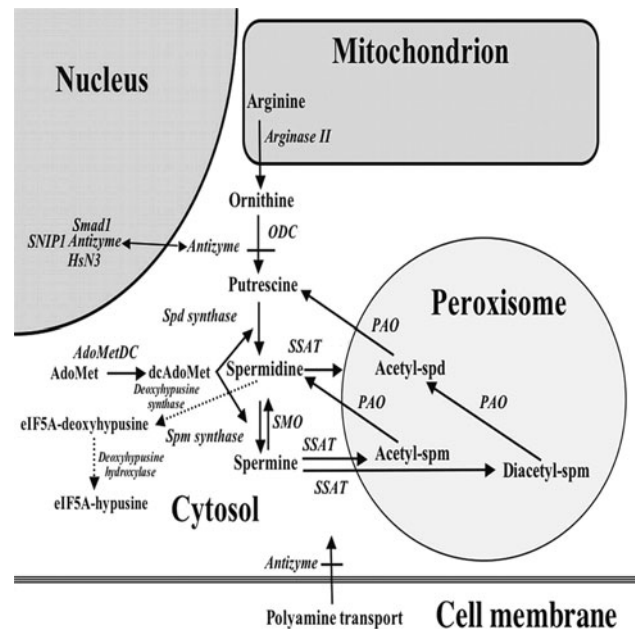 Nucleus
Mitochondrion
Arginine
Arginase II
Ornithine
Smad1
SNIP1 Antizyme
HsN3
Antizyme
ODC
Putrescine
Peroxisome
Spd synthase
PAO
AdoMetDC
SSAT
AdoMet
dcAdoMet
Spermidine
Acetyl-spd
Deoxyhypusine
synthase
PAO
PAO
eIF5A-deoxyhypusine
Spm synthase
SMO
Deoxyhypusine
hydroxylase
SSAT
Acetyl-spm
Spermine
Diacetyl-spm
SSAT
eIF5A-hypusine
Cytosol
Antizyme
Polyamine transport
Cell membrane